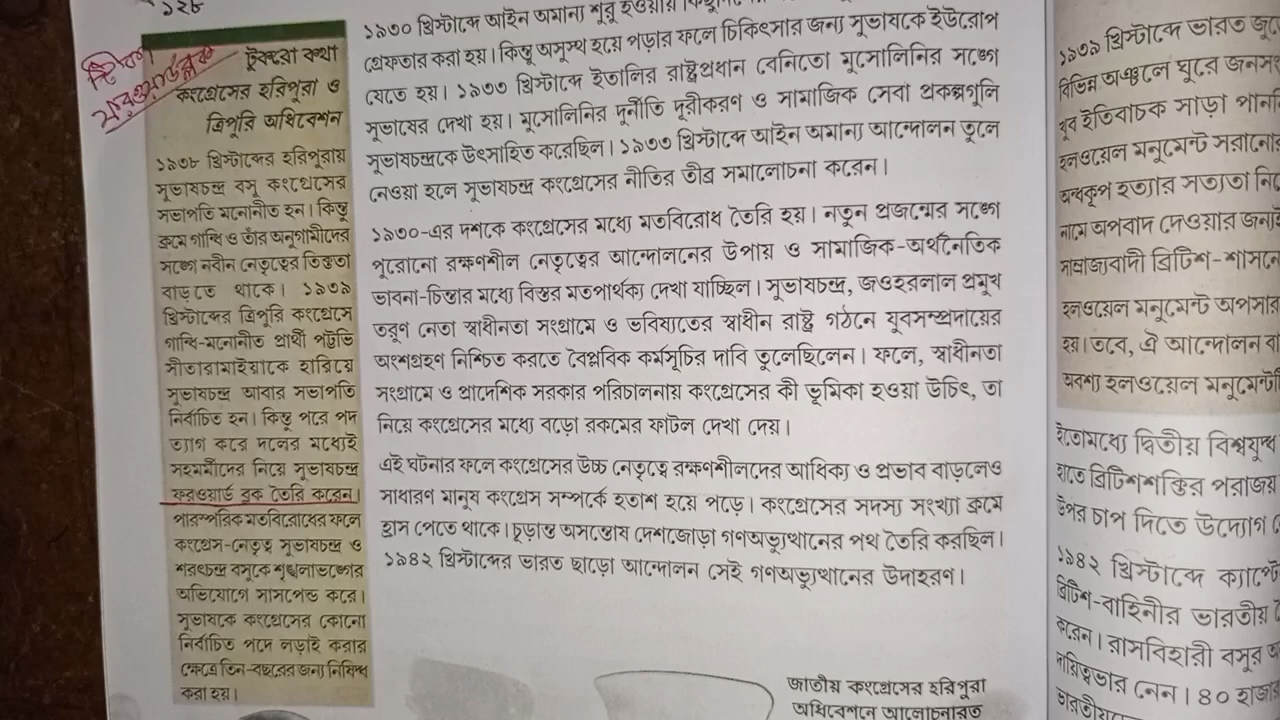 ১২৮
টুকরো কথা
কংগ্রেসের হরিপুরা ও
ত্রিপুরি অধিবেশন
১৯৩৮ খ্রিস্টাব্দের হরিপুরায়
সুভাষচন্দ্র বসু কংগ্রেসের
সভাপতি মনোনীত হন। কিন্তু
ক্রমে গান্ধি ও তাঁর অনুগামীদের
সঙ্গে নবীন নেতৃত্বের তিক্ততা
বাড়তে থাকে। ১৯৩৯
খ্রিস্টাব্দের ত্রিপুরি কংগ্রেসে
গান্ধি-মনোনীত প্রার্থী পট্টভি
সীতারামাইয়াকে হারিয়ে
সুভাষচন্দ্র আবার সভাপতি
নির্বাচিত হন। কিন্তু পরে পদ
ত্যাগ করে দলের মধ্যেই
সহমর্মীদের নিয়ে সুভাষচন্দ্র
ফরওয়ার্ড ব্লক তৈরি করেন।
পারস্পরিক মতবিরোধের ফলে
কংগ্রেস-নেতৃত্ব সুভাষচন্দ্র ও
শরৎচন্দ্র বসুকে শৃঙ্খলাভঙ্গের
অভিযোগে সাসপেন্ড করে।
সুভাষকে কংগ্রেসের কোনো
নির্বাচিত পদে লড়াই করার
ক্ষেত্রে তিন-বছরের জন্য নিষিদ্ধ
করা হয়।
১৯৩০ খ্রিস্টাব্দে আইন অমান্য শুরু হওয়ার
গ্রেফতার করা হয়। কিন্তু অসুস্থ হয়ে পড়ার ফলে চিকিৎসার জন্য সুভাষকে ইউরোপ
যেতে হয়। ১৯৩৩ খ্রিস্টাব্দে ইতালির রাষ্ট্রপ্রধান বেনিতো মুসোলিনির সঙ্গে
সুভাষের দেখা হয়। মুসোলিনির দুর্নীতি দূরীকরণ ও সামাজিক সেবা প্রকল্পগুলি
সুভাষচন্দ্রকে উৎসাহিত করেছিল। ১৯৩৩ খ্রিস্টাব্দে আইন অমান্য আন্দোলন তুলে
নেওয়া হলে সুভাষচন্দ্র কংগ্রেসের নীতির তীব্র সমালোচনা করেন।
১৯৩০-এর দশকে কংগ্রেসের মধ্যে মতবিরোধ তৈরি হয়। নতুন প্রজন্মের সঙ্গে
পুরোনো রক্ষণশীল নেতৃত্বের আন্দোলনের উপায় ও সামাজিক-অর্থনৈতিক
ভাবনা-চিন্তার মধ্যে বিস্তর মতপার্থক্য দেখা যাচ্ছিল। সুভাষচন্দ্র, জওহরলাল প্রমুখ
তরুণ নেতা স্বাধীনতা সংগ্রামে ও ভবিষ্যতের স্বাধীন রাষ্ট্র গঠনে যুবসম্প্রদায়ের
অংশগ্রহণ নিশ্চিত করতে বৈপ্লবিক কর্মসূচির দাবি তুলেছিলেন। ফলে, স্বাধীনতা
সংগ্রামে ও প্রাদেশিক সরকার পরিচালনায় কংগ্রেসের কী ভূমিকা হওয়া উচিৎ, তা
নিয়ে কংগ্রেসের মধ্যে বড়ো রকমের ফাটল দেখা দেয়।
এই ঘটনার ফলে কংগ্রেসের উচ্চ নেতৃত্বে রক্ষণশীলদের আধিক্য ও প্রভাব বাড়লেও
সাধারণ মানুষ কংগ্রেস সম্পর্কে হতাশ হয়ে পড়ে। কংগ্রেসের সদস্য সংখ্যা ক্রমে
হ্রাস পেতে থাকে। চূড়ান্ত অসন্তোষ দেশজোড়া গণঅভ্যুত্থানের পথ তৈরি করছিল।
১৯৪২ খ্রিস্টাব্দের ভারত ছাড়ো আন্দোলন সেই গণঅভ্যুত্থানের উদাহরণ।
জাতীয় কংগ্রেসের হরিপুরা
অধিবেশনে আলোচনারত
১৯৩৯ খ্রিস্টাব্দে ভারত জুড়ে
বিভিন্ন অঞ্চলে ঘুরে জনসং
খুব ইতিবাচক সাড়া পাননি
হলওয়েল মনুমেন্ট সরানোর
অন্ধকূপ হত্যার সত্যতা নিয়ে
নামে অপবাদ দেওয়ার জন্যই
সাম্রাজ্যবাদী ব্রিটিশ-শাসনে
হলওয়েল মনুমেন্ট অপসার
হয়। তবে, ঐ আন্দোলন বা
অবশ্য হলওয়েল মনুমেন্টটি
ইতোমধ্যে দ্বিতীয় বিশ্বযুদ্ধ
হাতে ব্রিটিশশক্তির পরাজয়
উপর চাপ দিতে উদ্যোগ
১৯৪২ খ্রিস্টাব্দে ক্যাপ্টে
ব্রিটিশ-বাহিনীর ভারতীয়
করেন। রাসবিহারী বসুর
দায়িত্বভার নেন। ৪০ হাজার